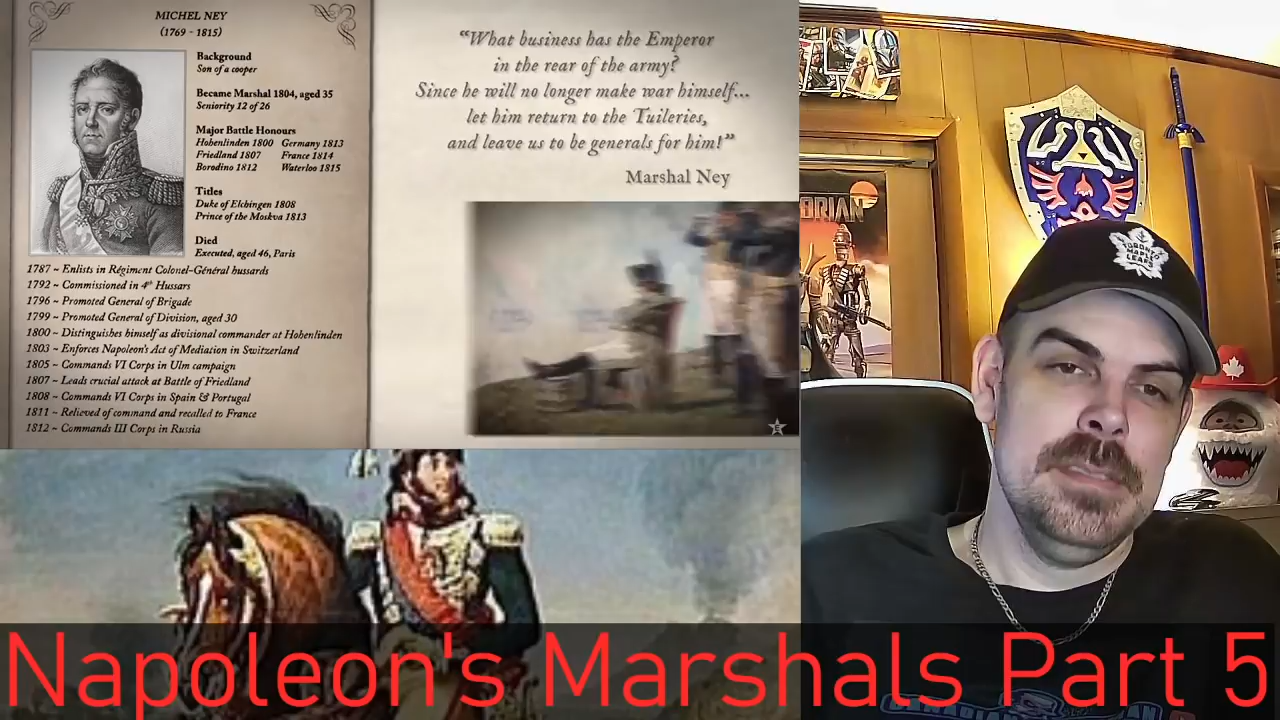 MICHEL NEY
(1769 - 1815)
Background
Son of a cooper
Became Marshal 1804, aged 35
Seniority 12 of 26
Major Battle Honours
Hohenlinden 1800 Germany 1813
Friedland 1807 France 1814
Borodino 1812 Waterloo 1815
Titles
Duke of Elchingen 1808
Prince of the Moskva 1813
Died
Executed, aged 46, Paris
1787 ~ Enlists in Régiment Colonel-Général hussards
1792 ~ Commissioned in 4th Hussars
1796 ~ Promoted General of Brigade
1799 ~ Promoted General of Division, aged 30
1800 ~ Distinguishes himself as divisional commander at Hohenlinden
1803 ~ Enforces Napoleon's Act of Mediation in Switzerland
1805 ~ Commands VI Corps in Ulm campaign
1807 ~ Leads crucial attack at Battle of Friedland
1808 ~ Commands VI Corps in Spain & Portugal
1811 ~ Relieved of command and recalled to France
1812 ~ Commands III Corps in Russia
“What business has the Emperor
in the rear of the army?
Since he will no longer make war himself...
let him return to the Tuileries,
and leave us to be generals for him!”
Marshal Ney
ORIAN
TORONTO
MAPLE
LEAFS
Napoleon's Marshals Part 5